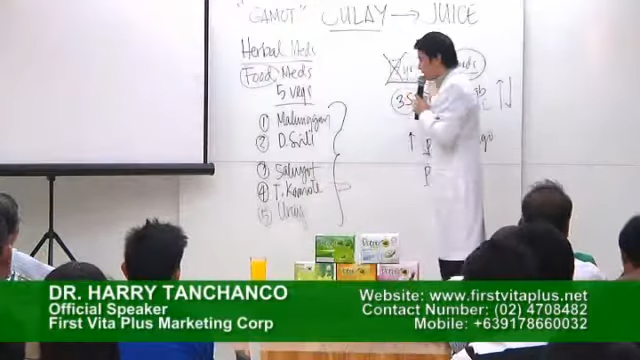 "GAMOT" GULAY → JUICE
Herbal Meds
Food Meds
5 vegs
① Malunggay
② D. Sili
③ Saluyot
④ T. Kamote
⑤ Uray
3
DR. HARRY TANCHANCO
Official Speaker
First Vita Plus Marketing Corp
Website: www.firstvitaplus.net
Contact Number: (02) 4708482
Mobile: +639178660032